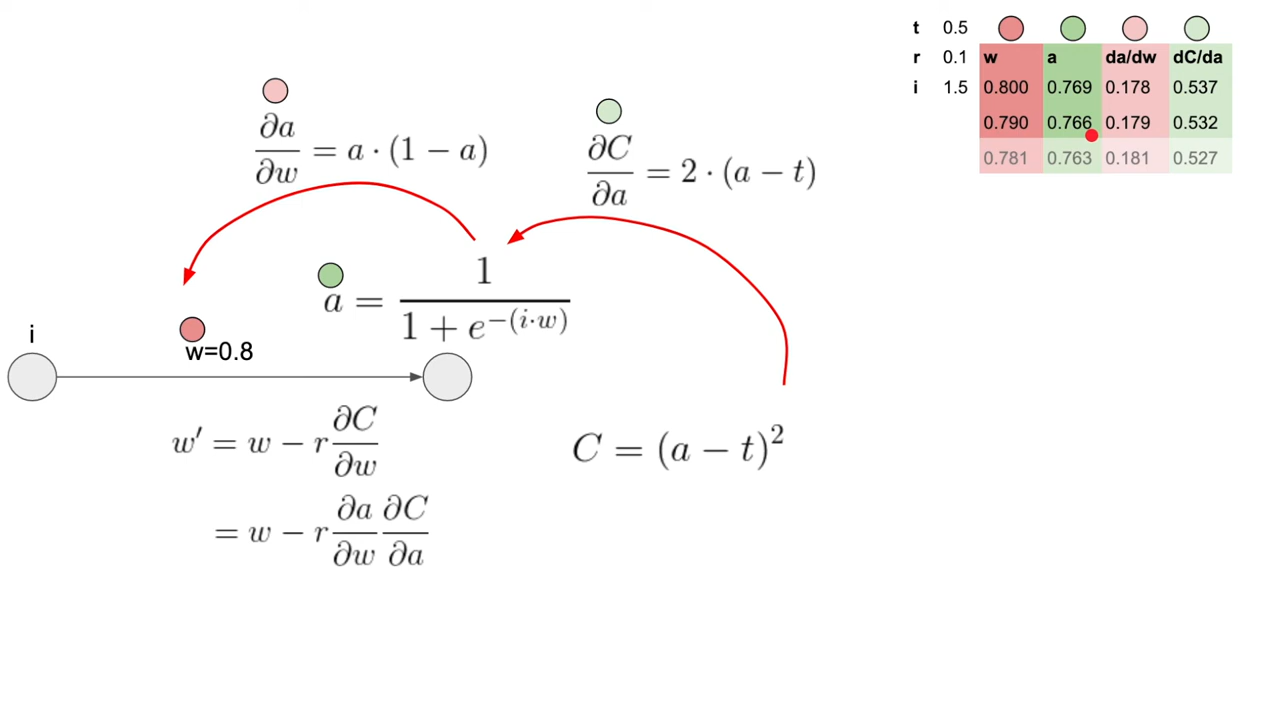 t 0.5
r 0.1 w a da/dw dC/da
i 1.5 0.800 0.769 0.178 0.537
0.790 0.766 0.179 0.532
0.781 0.763 0.181 0.527
∂a/∂w = a · (1 − a)
∂C/∂a = 2 · (a − t)
a = 1/(1 + e^−(i·w))
i
w=0.8
w′ = w − r ∂C/∂w
= w − r ∂a/∂w ∂C/∂a
C = (a − t)²